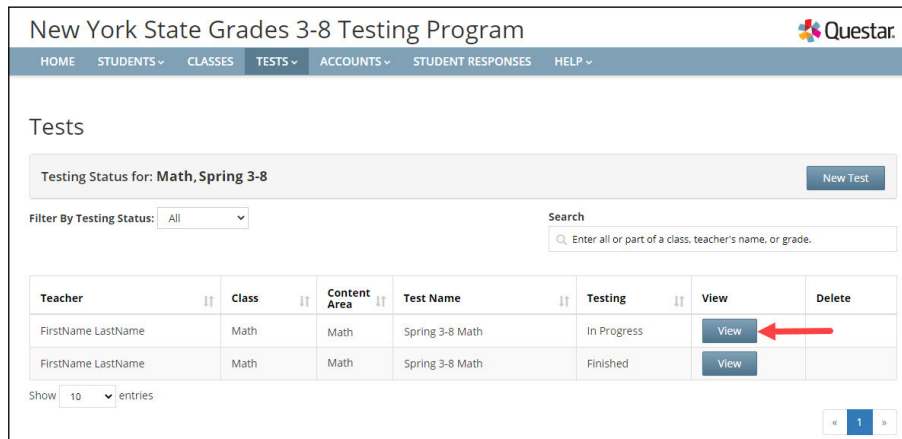 New York State Grades 3-8 Testing Program
Questar.
HOME STUDENTS CLASSES TESTS ACCOUNTS STUDENT RESPONSES HELP
Tests
Testing Status for: Math, Spring 3-8
New Test
Filter By Testing Status: All
Search
Enter all or part of a class, teacher's name, or grade.
Teacher Class Content Area Test Name Testing View Delete
FirstName LastName Math Math Spring 3-8 Math In Progress View
FirstName LastName Math Math Spring 3-8 Math Finished View
Show 10 entries
« 1 »